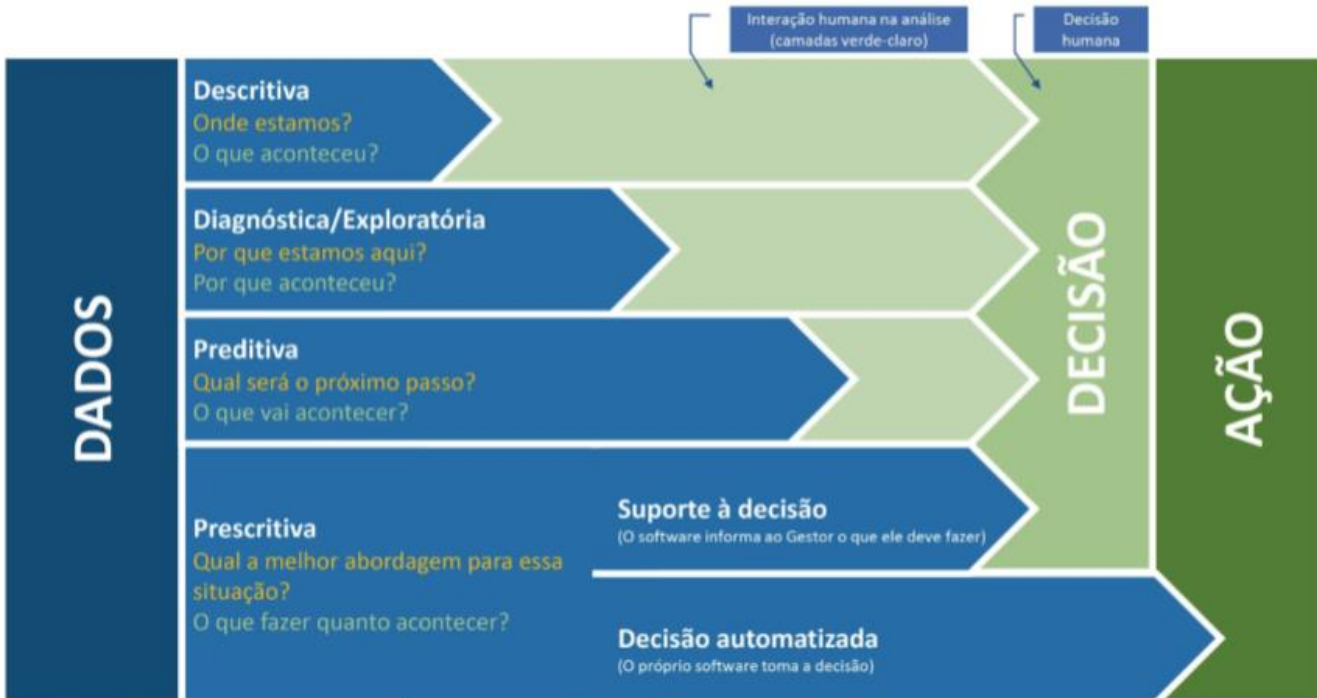 Interação humana na análise
(camadas verde-claro)
Decisão
humana
DADOS
Descritiva
Onde estamos?
O que aconteceu?
Diagnóstica/Exploratória
Por que estamos aqui?
Por que aconteceu?
Preditiva
Qual será o próximo passo?
O que vai acontecer?
Prescritiva
Qual a melhor abordagem para essa
situação?
O que fazer quanto acontecer?
Suporte à decisão
(O software informa ao Gestor o que ele deve fazer)
Decisão automatizada
(O próprio software toma a decisão)
DECISÃO
AÇÃO